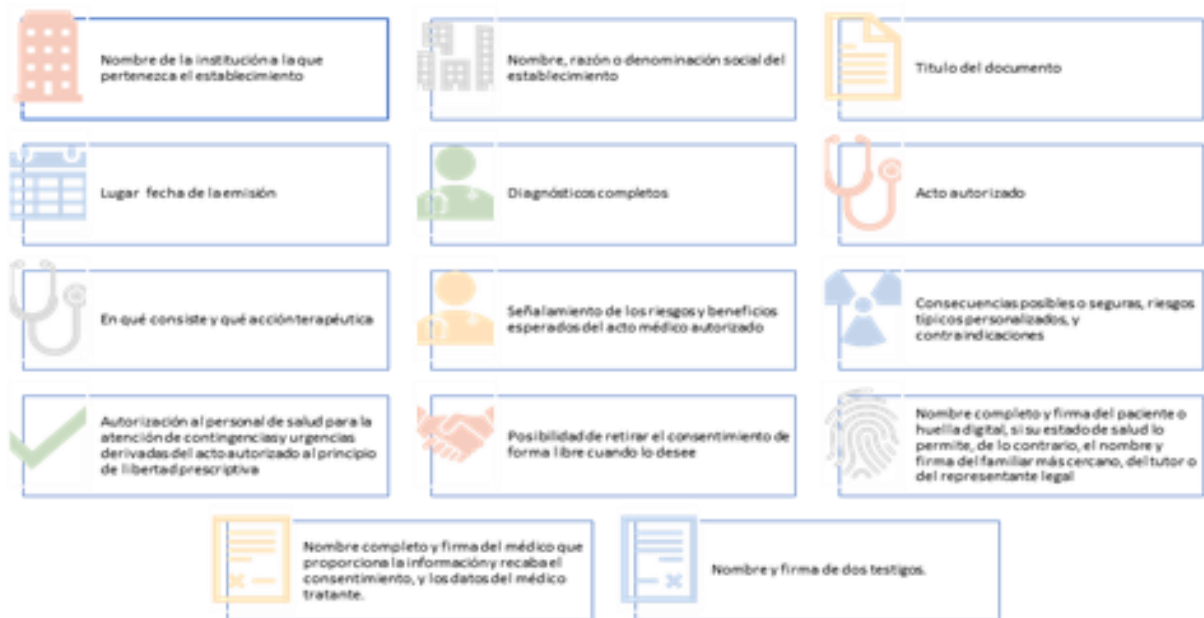 Nombre de la institución a la que
pertenezca el establecimiento
Nombre, razón o denominación social del
establecimiento
Titulo del documento
Lugar fecha de la emisión
Diagnósticos completos
Acto autorizado
En qué consiste y qué acción terapéutica
Señalamiento de los riesgos y beneficios
esperados del acto médico autorizado
Consecuencias posibles o seguras, riesgos
típicos personalizados, y
contraindicaciones
Autorización al personal de salud para la
atención de contingencias y urgencias
derivadas del acto autorizado al principio
de libertad prescriptiva
Posibilidad de retirar el consentimiento de
forma libre cuando lo desee
Nombre completo y firma del paciente o
huella digital, si su estado de salud lo
permite, de lo contrario, el nombre y
firma del familiar más cercano, del tutor o
del representante legal
Nombre completo y firma del médico que
proporciona la información y recaba el
consentimiento, y los datos del médico
tratante.
Nombre y firma de dos testigos.